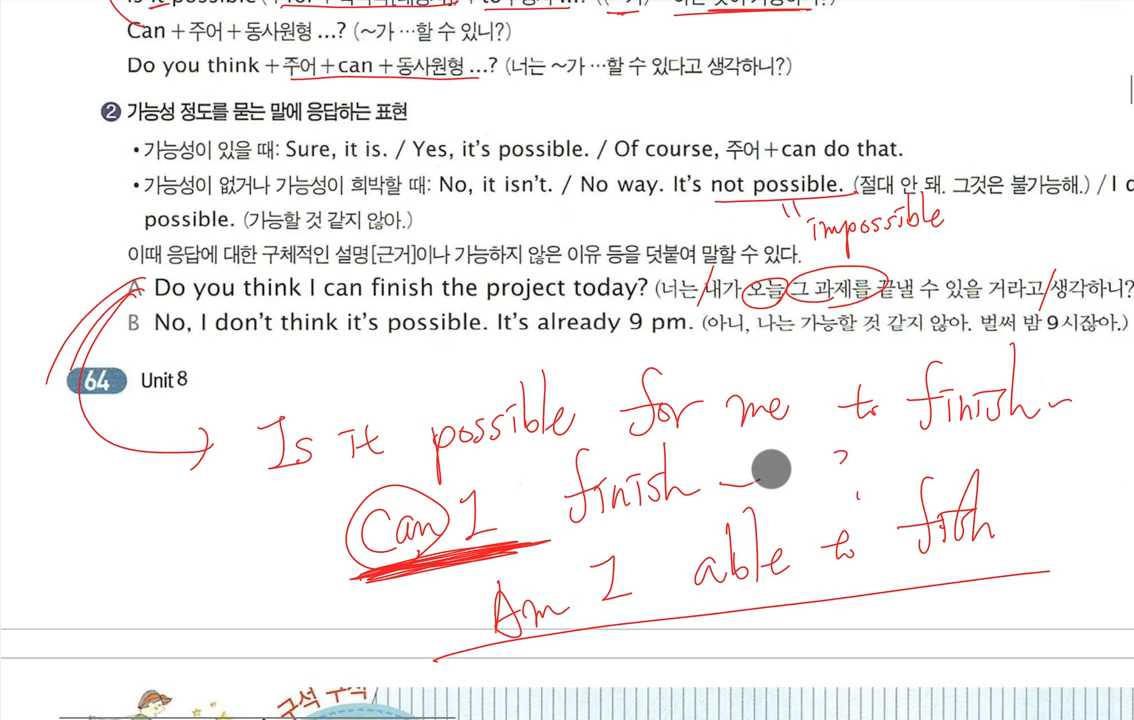 Is it possible
Can + 주어 + 동사원형 …? (~가 …할 수 있니?)
Do you think + 주어 + can + 동사원형 …? (너는 ~가 …할 수 있다고 생각하니?)
❷ 가능성 정도를 묻는 말에 응답하는 표현
• 가능성이 있을 때: Sure, it is. / Yes, it's possible. / Of course, 주어 + can do that.
• 가능성이 없거나 가능성이 희박할 때: No, it isn't. / No way. It's not possible. (절대 안 돼. 그것은 불가능해.) / I
possible. (가능할 것 같지 않아.)
impossible
이때 응답에 대한 구체적인 설명[근거]이나 가능하지 않은 이유 등을 덧붙여 말할 수 있다.
A Do you think I can finish the project today? (너는 내가 오늘 그 과제를 끝낼 수 있을 거라고 생각하니?
B No, I don't think it's possible. It's already 9 pm. (아니, 나는 가능할 것 같지 않아. 벌써 밤 9시잖아.)
64 Unit 8
Is it possible for me to finish~
Can I finish ~ ?
Am I able to
구석 구석